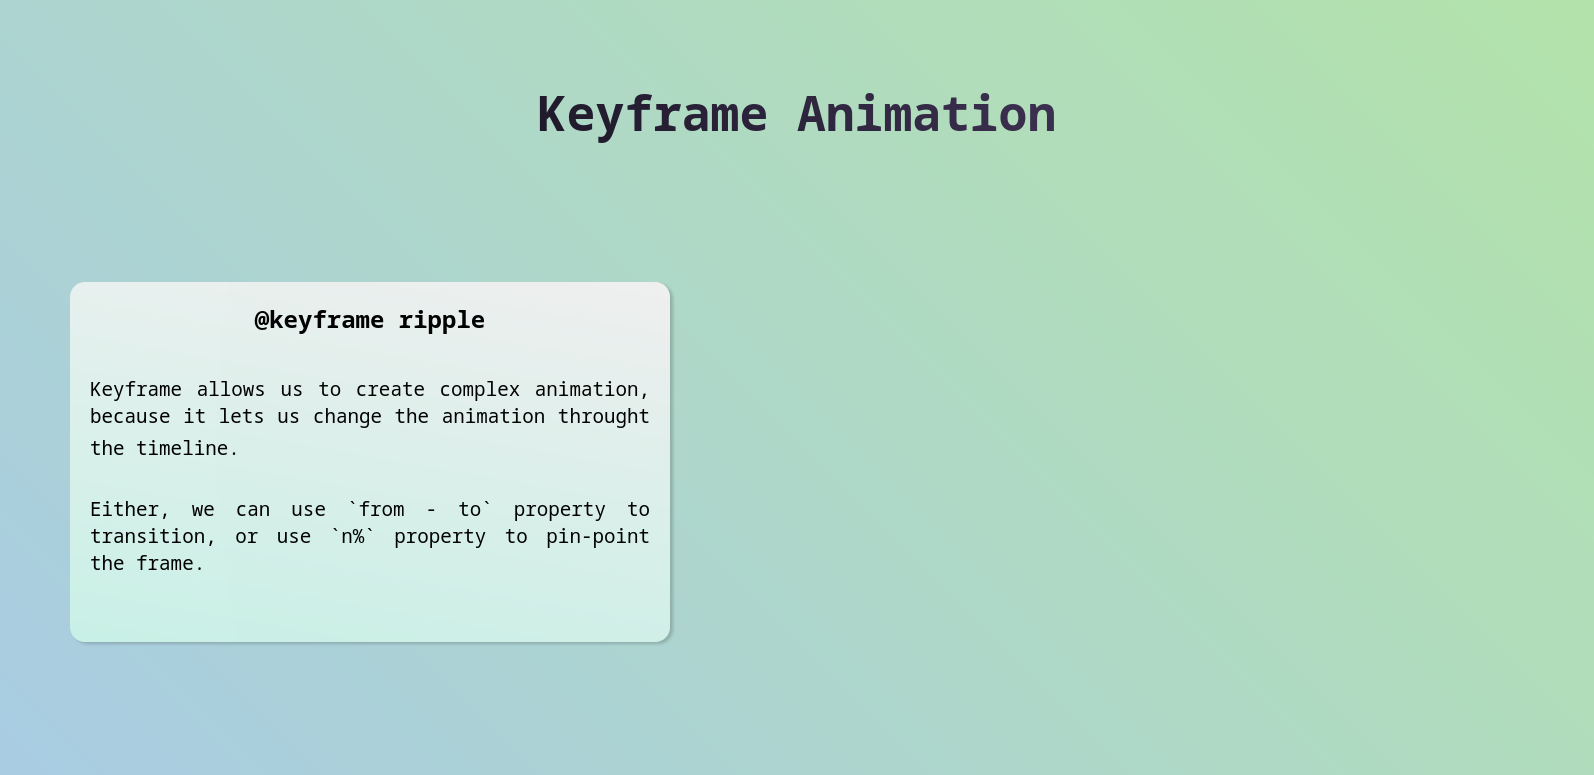 Keyframe Animation
@keyframe ripple
Keyframe allows us to create complex animation,
because it lets us change the animation throught
the timeline.
Either, we can use `from - to` property to
transition, or use `n%` property to pin-point
the frame.